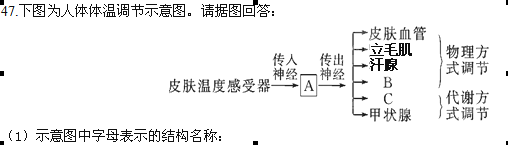 47.下图为人体体温调节示意图。请据图回答：
皮肤血管
立毛肌
汗腺
B
C
甲状腺
物理方式调节
代谢方式调节
传入神经
传出神经
皮肤温度感受器
A
（1）示意图中字母表示的结构名称：